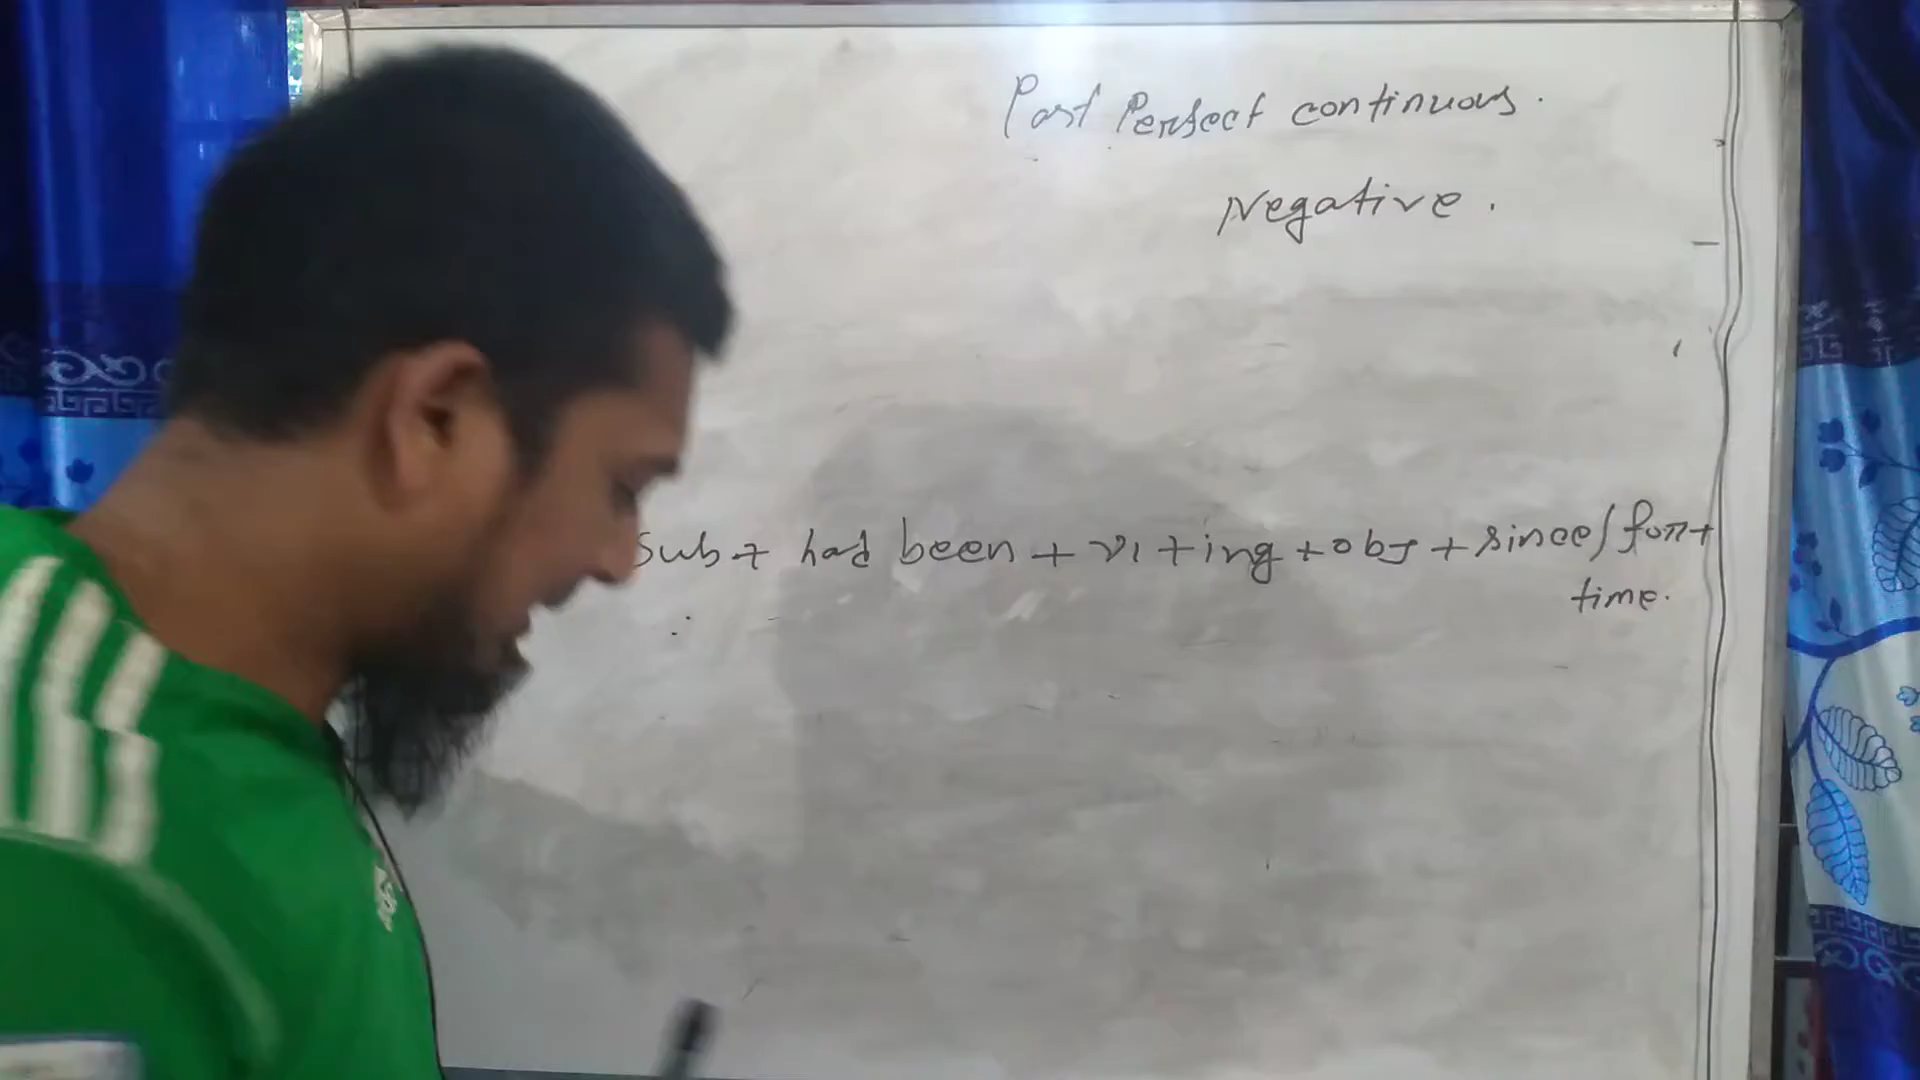 Past Perfect continuous.
Negative.
Sub + had been + v1 + ing + obj + since/for +
time.